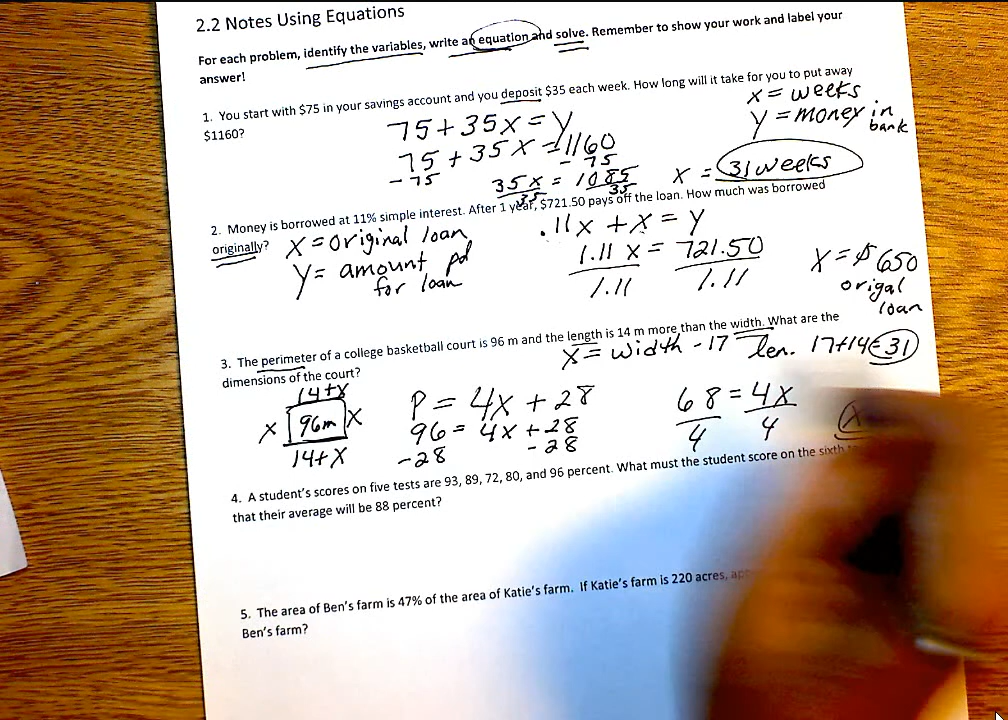 2.2 Notes Using Equations
For each problem, identify the variables, write an equation and solve. Remember to show your work and label your
answer!
1. You start with $75 in your savings account and you deposit $35 each week. How long will it take for you to put away
$1160?
x = weeks
y = money in
bank
75 + 35x = y
75 + 35x = 1160
-75 -75
35x = 1085
35 35
x = 31 weeks
2. Money is borrowed at 11% simple interest. After 1 year, $721.50 pays off the loan. How much was borrowed
originally?
x = original loan
y = amount pd
for loan
.11x + x = y
1.11 x = 721.50
1.11 1.11
x = $650
origal
loan
3. The perimeter of a college basketball court is 96 m and the length is 14 m more than the width. What are the
dimensions of the court?
x = width - 17 len. 17+14 = 31
14+x
x 96m x
14+x
P = 4x + 28
96 = 4x + 28
-28 -28
68 = 4x
4 4
x
4. A student's scores on five tests are 93, 89, 72, 80, and 96 percent. What must the student score on the sixth
that their average will be 88 percent?
5. The area of Ben's farm is 47% of the area of Katie's farm. If Katie's farm is 220 acres,
Ben's farm?